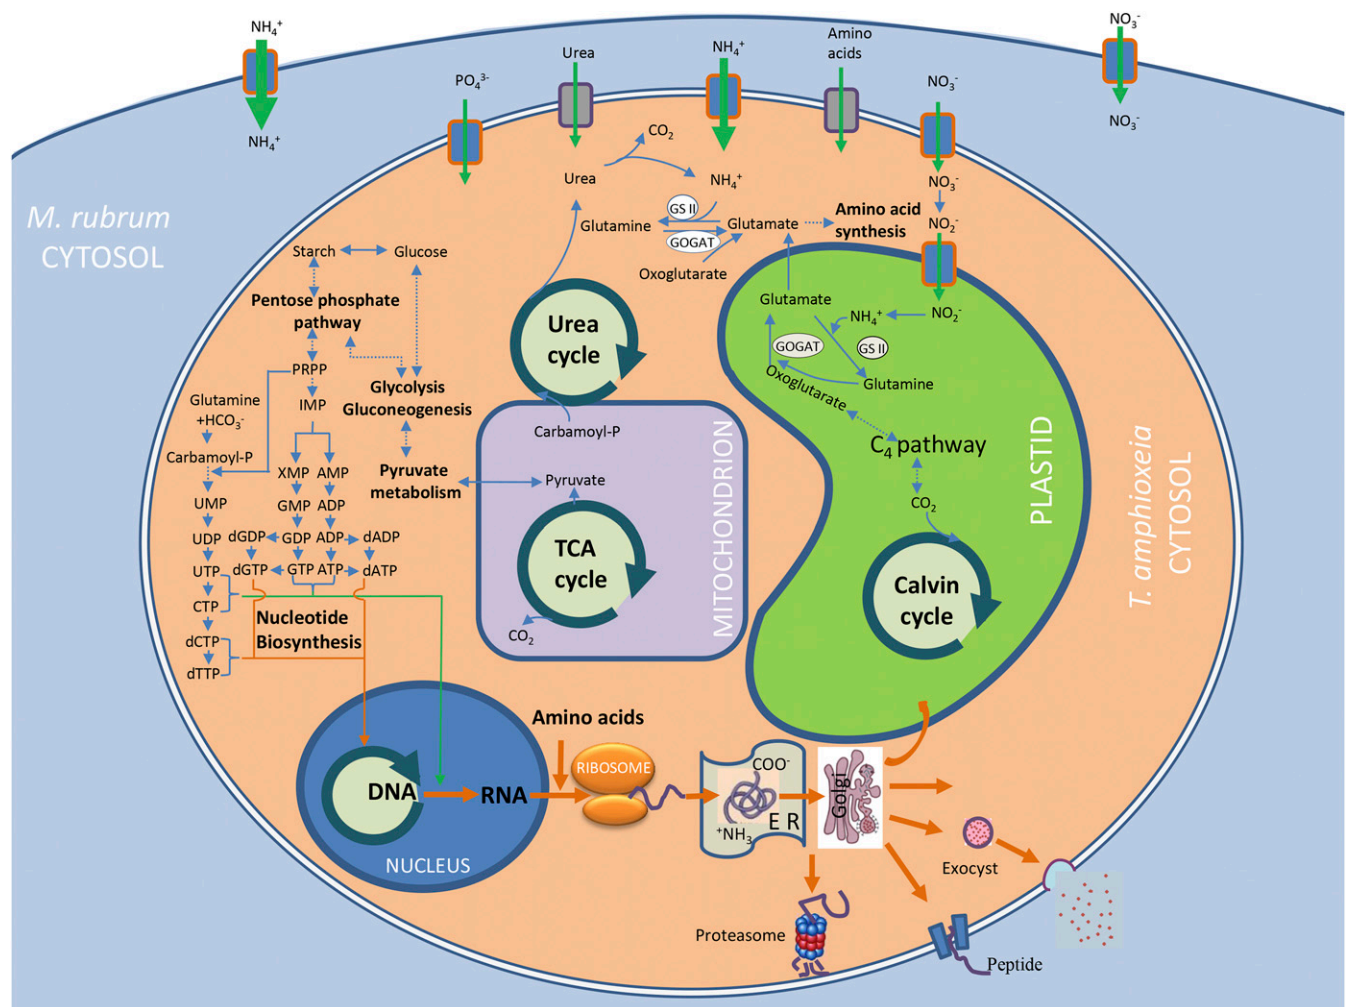 NH₄⁺
NH₄⁺
PO₄³⁻
Urea
NH₄⁺
Amino
acids
NO₃⁻
NO₃⁻
NO₃⁻
M. rubrum
CYTOSOL
CO₂
Urea
NH₄⁺
GS II
Glutamine
Glutamate
GOGAT
Oxoglutarate
Amino acid
synthesis
NO₃⁻
NO₂⁻
Starch
Glucose
Pentose phosphate
pathway
PRPP
IMP
Glycolysis
Gluconeogenesis
Glutamine
+HCO₃⁻
Carbamoyl-P
XMP
AMP
Pyruvate
metabolism
UMP
GMP
ADP
UDP
dGDP
GDP
ADP
dADP
UTP
dGTP
GTP
ATP
dATP
CTP
Nucleotide
Biosynthesis
dCTP
dTTP
Urea
cycle
Carbamoyl-P
Pyruvate
TCA
cycle
CO₂
MITOCHONDRION
Glutamate
NH₄⁺
NO₂⁻
GOGAT
GS II
Oxoglutarate
Glutamine
C₄ pathway
CO₂
Calvin
cycle
PLASTID
T. amphioxeia
CYTOSOL
DNA
RNA
NUCLEUS
Amino acids
RIBOSOME
COO⁻
⁺NH₃
E R
Golgi
Proteasome
Exocyst
Peptide